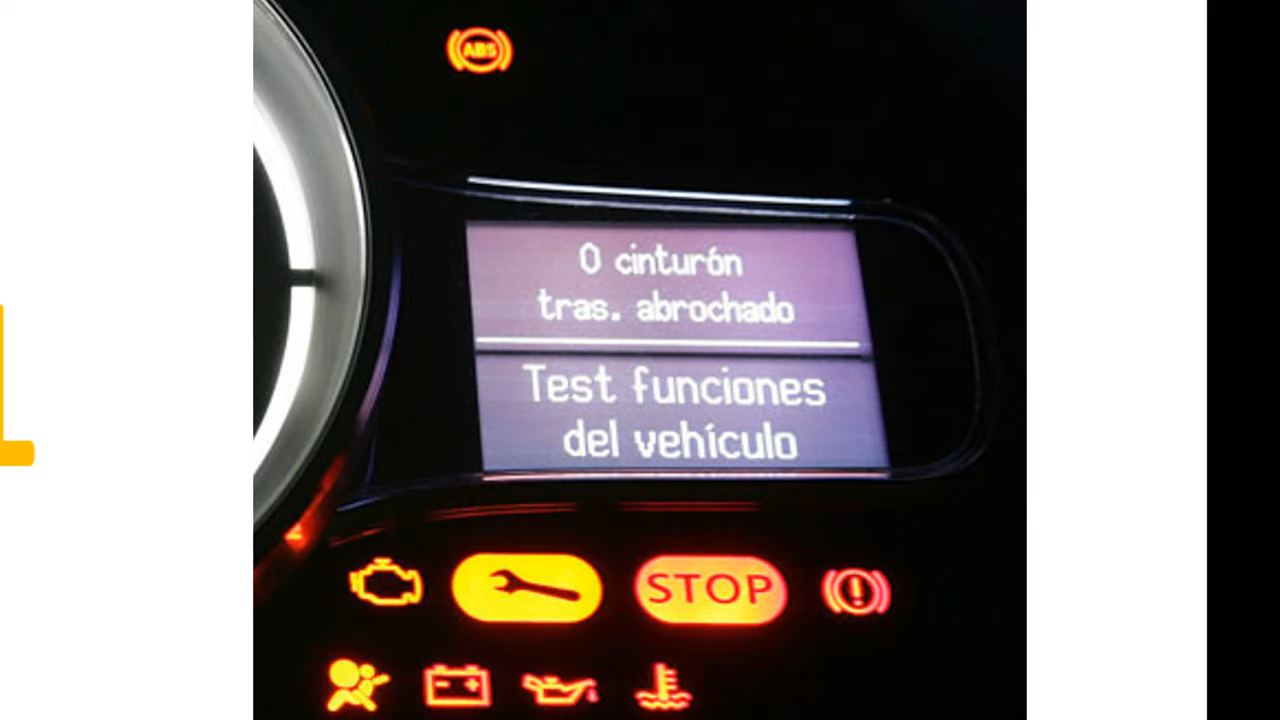 ABS
0 cinturón
tras. abrochado
Test funciones
del vehículo
STOP